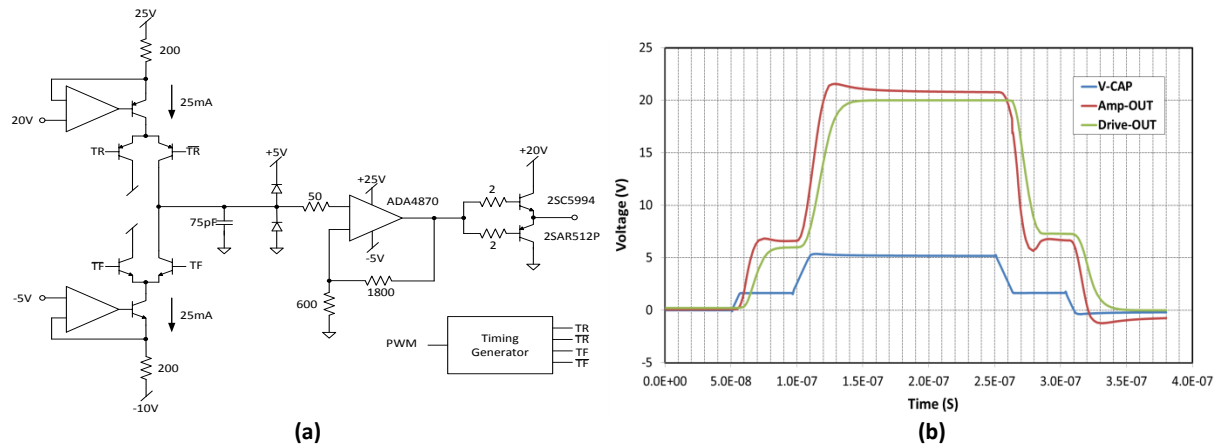 25V
200
25mA
20V
TR
TR
+5V
+20V
+25V
ADA4870
50
2
2SC5994
75pF
2SAR512P
-5V
2
TF
TF
1800
-5V
600
25mA
200
-10V
PWM
Timing
Generator
TR
TR
TF
TF
(a)
25
20
15
10
5
0
-5
Voltage (V)
V-CAP
Amp-OUT
Drive-OUT
0.0E+00
5.0E-08
1.0E-07
1.5E-07
2.0E-07
2.5E-07
3.0E-07
3.5E-07
4.0E-07
Time (S)
(b)